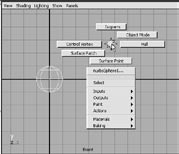 View Shading Lighting Show Panels
Isoparm
Object Mode
Control Vertex
Hull
Surface Patch
Surface Point
Select
Inputs
Outputs
Paint
Actions
Materials
Baking
Front